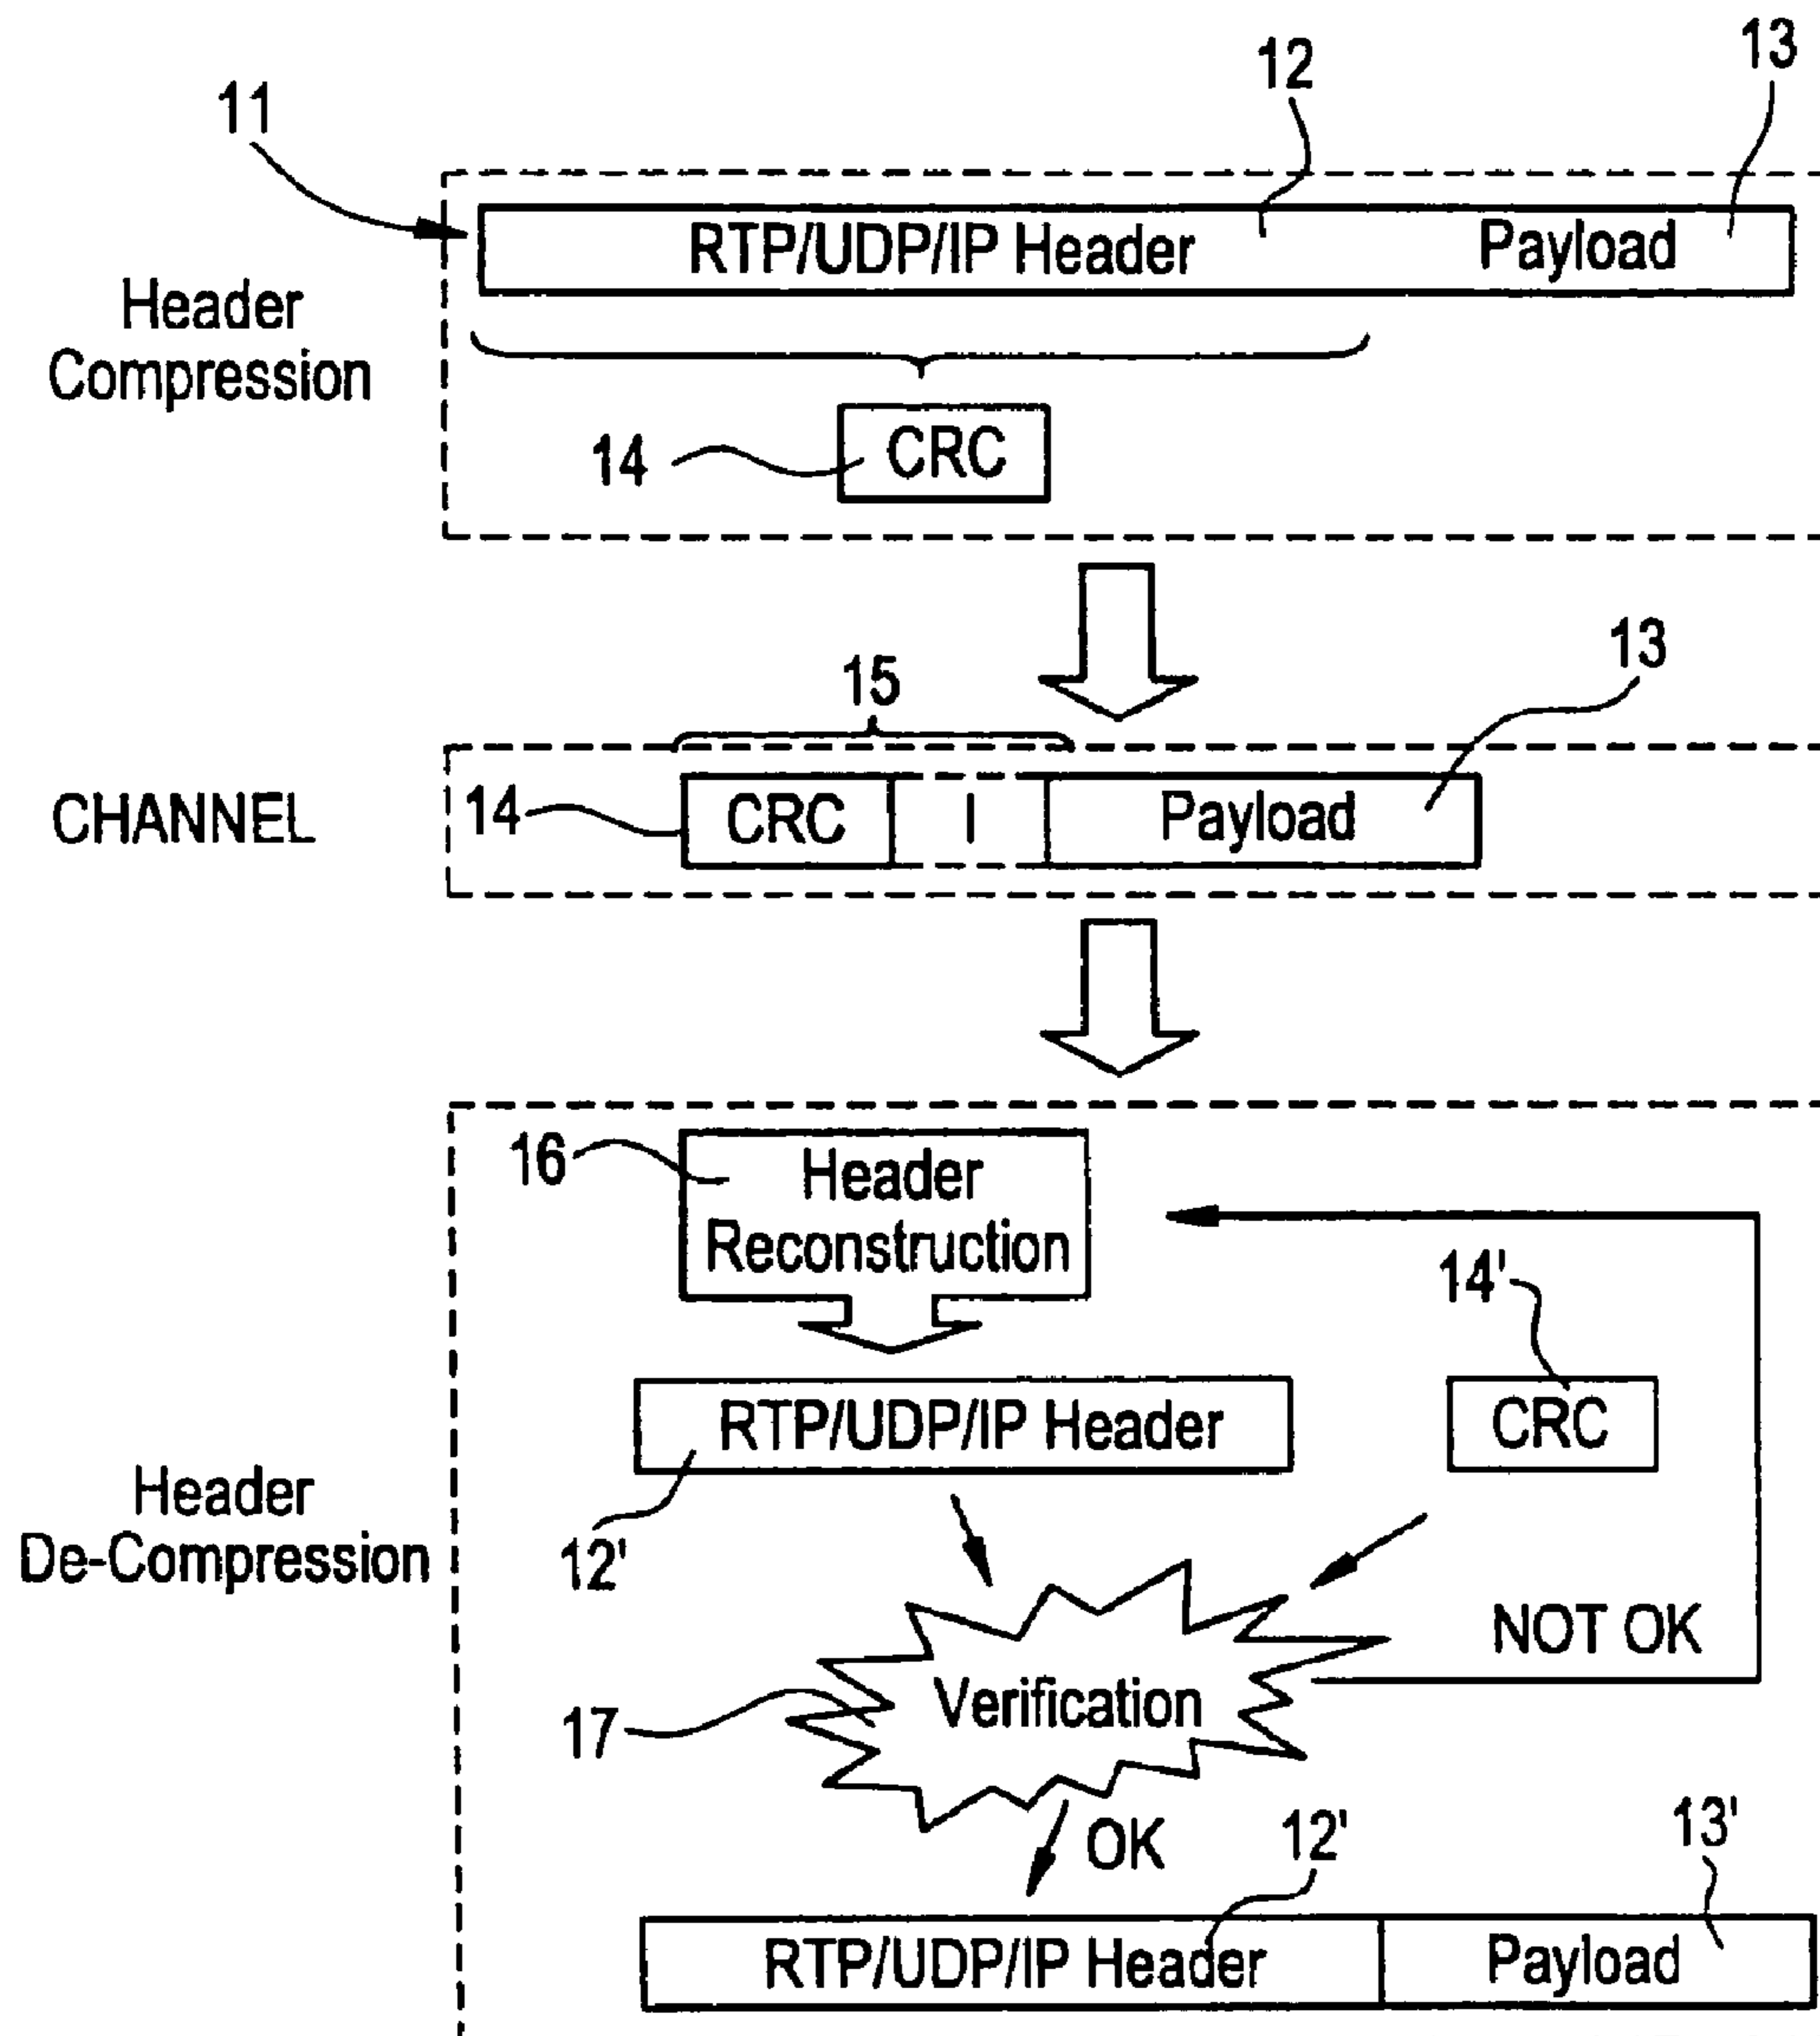 12
13
11
RTP/UDP/IP Header
Payload
Header
Compression
14
CRC
13
15
CHANNEL
14
CRC
I
Payload
16
Header
Reconstruction
14'
RTP/UDP/IP Header
CRC
Header
De-Compression
12'
NOT OK
Verification
17
OK
12'
13'
RTP/UDP/IP Header
Payload